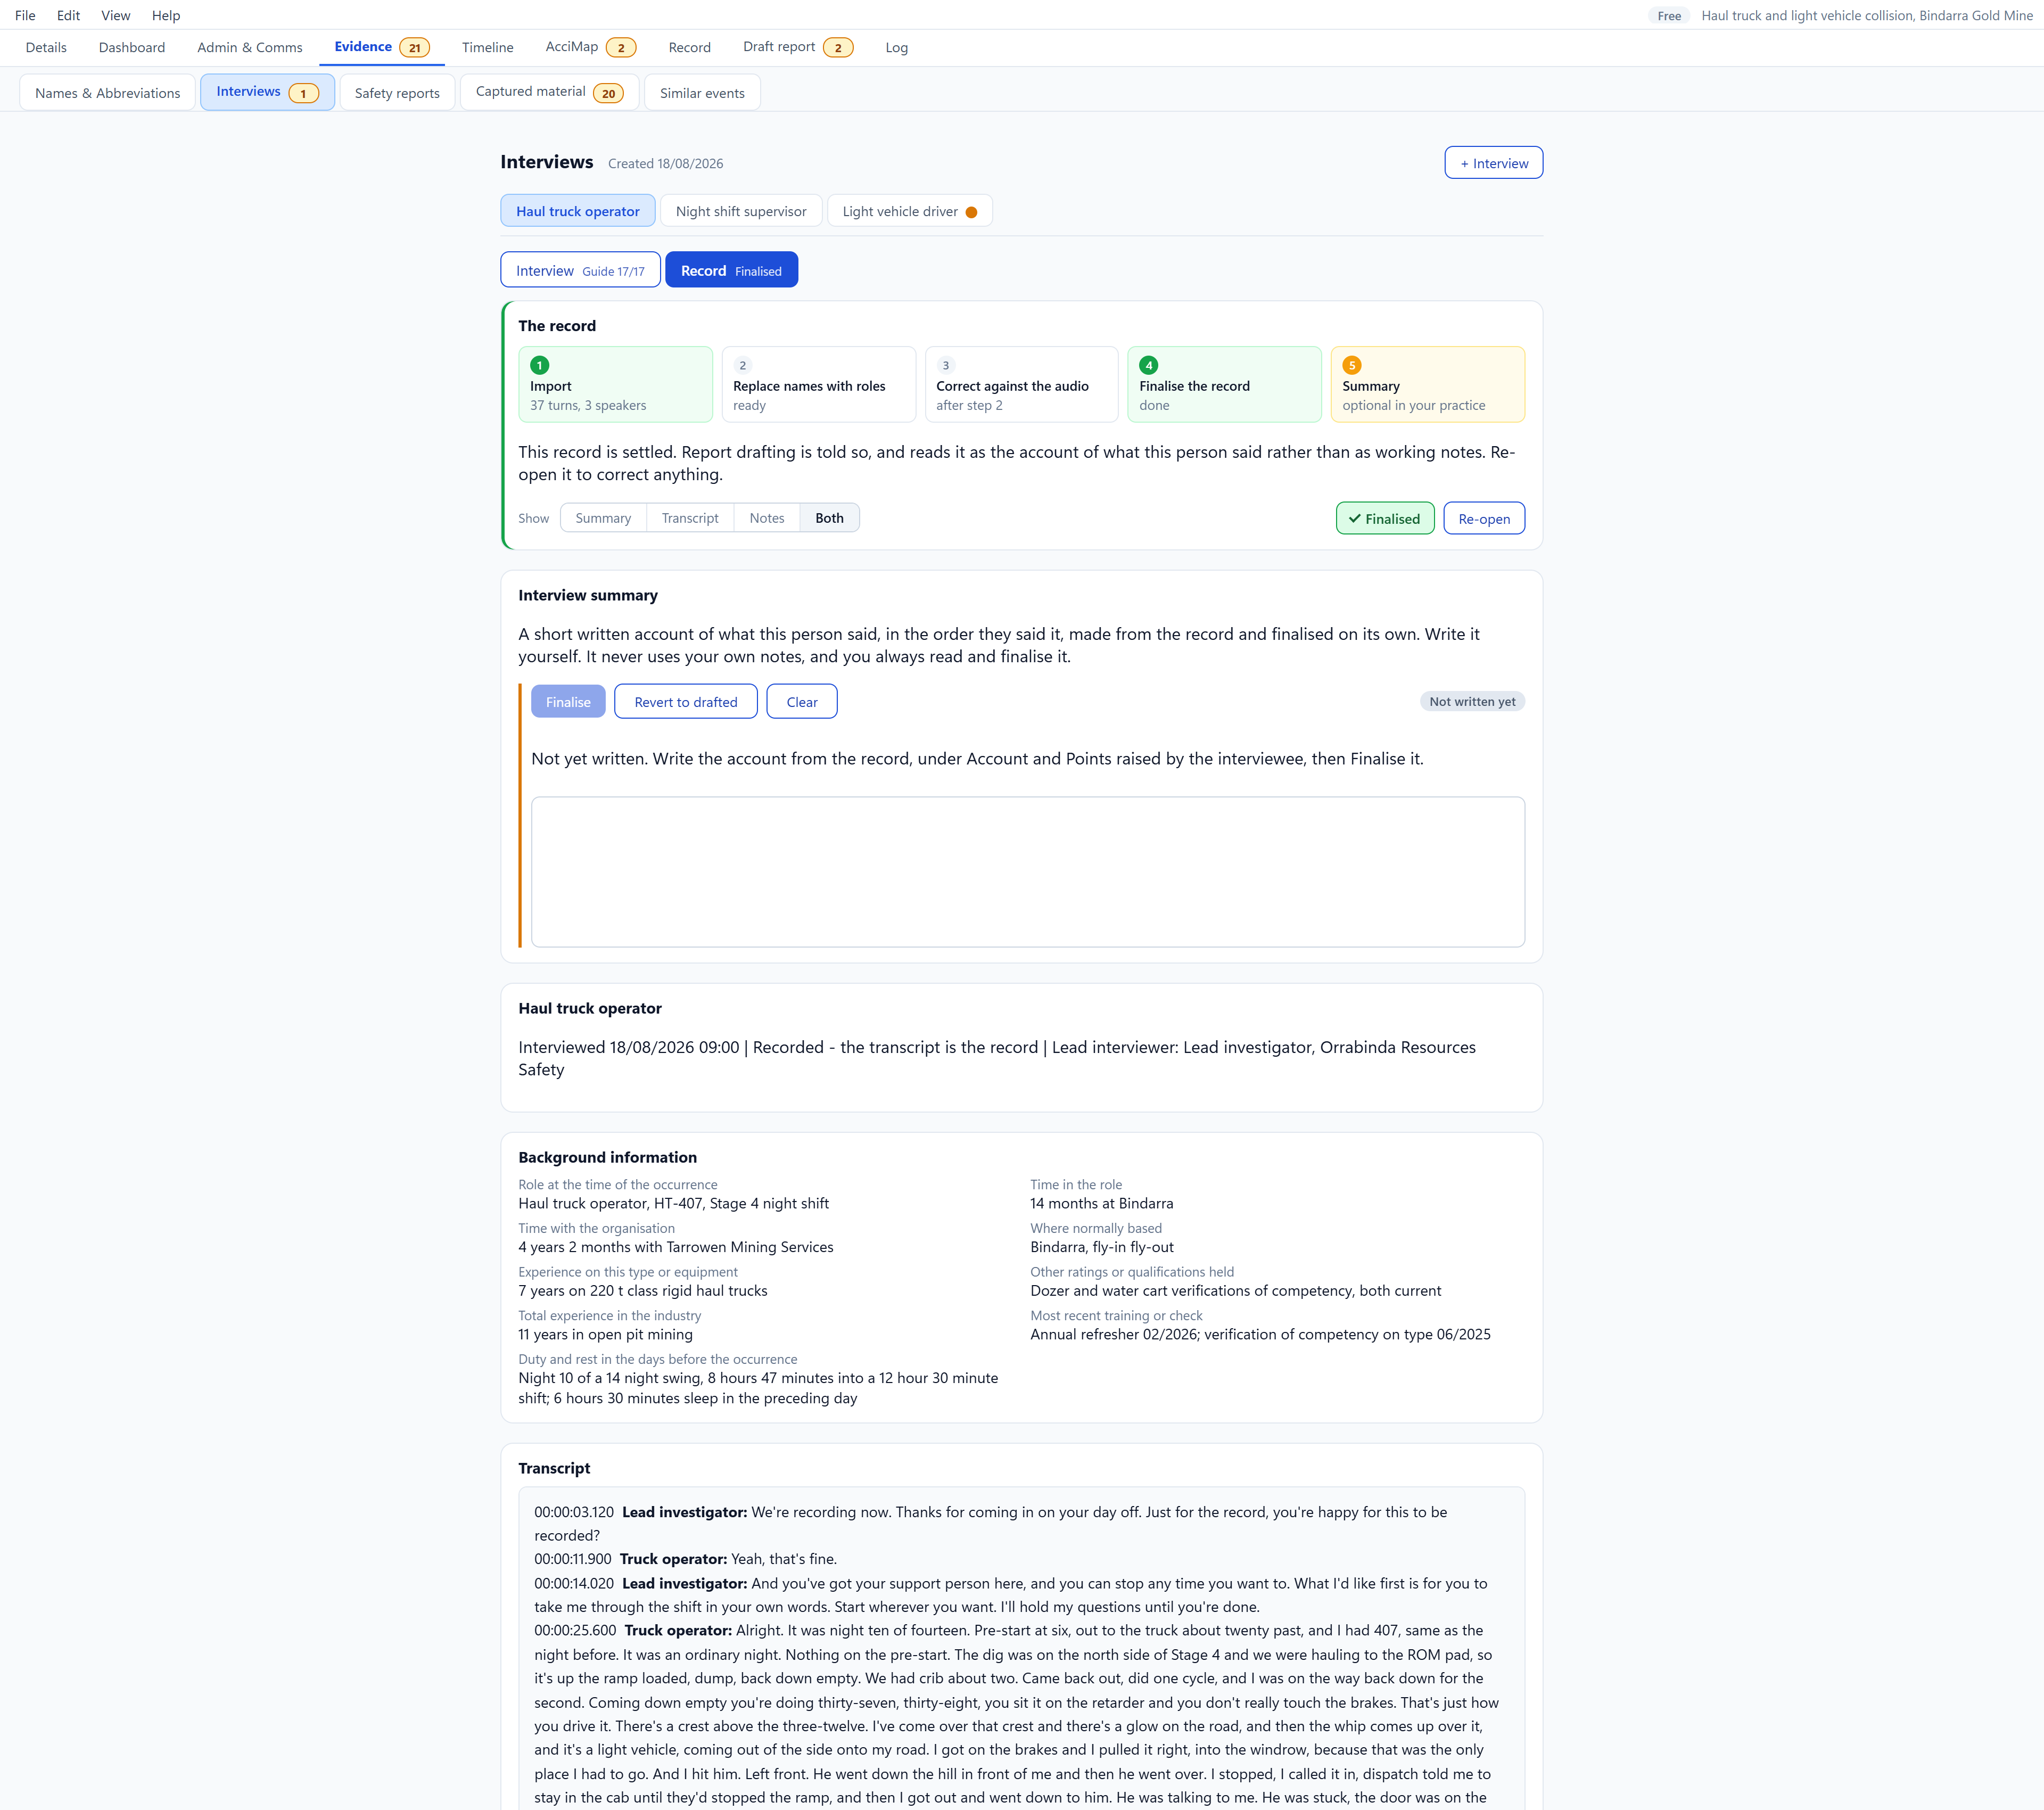 File Edit View Help Free Haul truck and light vehicle collision, Bindarra Gold Mine
Details Dashboard Admin & Comms Evidence 21 Timeline AcciMap 2 Record Draft report 2 Log
Names & Abbreviations Interviews 1 Safety reports Captured material 20 Similar events
Interviews Created 18/08/2026 + Interview
Haul truck operator Night shift supervisor Light vehicle driver
Interview Guide 17/17 Record Finalised
The record
1 2 3 4 5
Import Replace names with roles Correct against the audio Finalise the record Summary
37 turns, 3 speakers ready after step 2 done optional in your practice
This record is settled. Report drafting is told so, and reads it as the account of what this person said rather than as working notes. Re-
open it to correct anything.
Show Summary Transcript Notes Both ✓ Finalised Re-open
Interview summary
A short written account of what this person said, in the order they said it, made from the record and finalised on its own. Write it
yourself. It never uses your own notes, and you always read and finalise it.
Finalise Revert to drafted Clear Not written yet
Not yet written. Write the account from the record, under Account and Points raised by the interviewee, then Finalise it.
Haul truck operator
Interviewed 18/08/2026 09:00 | Recorded - the transcript is the record | Lead interviewer: Lead investigator, Orrabinda Resources
Safety
Background information
Role at the time of the occurrence Time in the role
Haul truck operator, HT-407, Stage 4 night shift 14 months at Bindarra
Time with the organisation Where normally based
4 years 2 months with Tarrowen Mining Services Bindarra, fly-in fly-out
Experience on this type or equipment Other ratings or qualifications held
7 years on 220 t class rigid haul trucks Dozer and water cart verifications of competency, both current
Total experience in the industry Most recent training or check
11 years in open pit mining Annual refresher 02/2026; verification of competency on type 06/2025
Duty and rest in the days before the occurrence
Night 10 of a 14 night swing, 8 hours 47 minutes into a 12 hour 30 minute
shift; 6 hours 30 minutes sleep in the preceding day
Transcript
00:00:03.120 Lead investigator: We're recording now. Thanks for coming in on your day off. Just for the record, you're happy for this to be
recorded?
00:00:11.900 Truck operator: Yeah, that's fine.
00:00:14.020 Lead investigator: And you've got your support person here, and you can stop any time you want to. What I'd like first is for you to
take me through the shift in your own words. Start wherever you want. I'll hold my questions until you're done.
00:00:25.600 Truck operator: Alright. It was night ten of fourteen. Pre-start at six, out to the truck about twenty past, and I had 407, same as the
night before. It was an ordinary night. Nothing on the pre-start. The dig was on the north side of Stage 4 and we were hauling to the ROM pad, so
it's up the ramp loaded, dump, back down empty. We had crib about two. Came back out, did one cycle, and I was on the way back down for the
second. Coming down empty you're doing thirty-seven, thirty-eight, you sit it on the retarder and you don't really touch the brakes. That's just how
you drive it. There's a crest above the three-twelve. I've come over that crest and there's a glow on the road, and then the whip comes up over it,
and it's a light vehicle, coming out of the side onto my road. I got on the brakes and I pulled it right, into the windrow, because that was the only
place I had to go. And I hit him. Left front. He went down the hill in front of me and then he went over. I stopped, I called it in, dispatch told me to
stay in the cab until they'd stopped the ramp, and then I got out and went down to him. He was talking to me. He was stuck, the door was on the